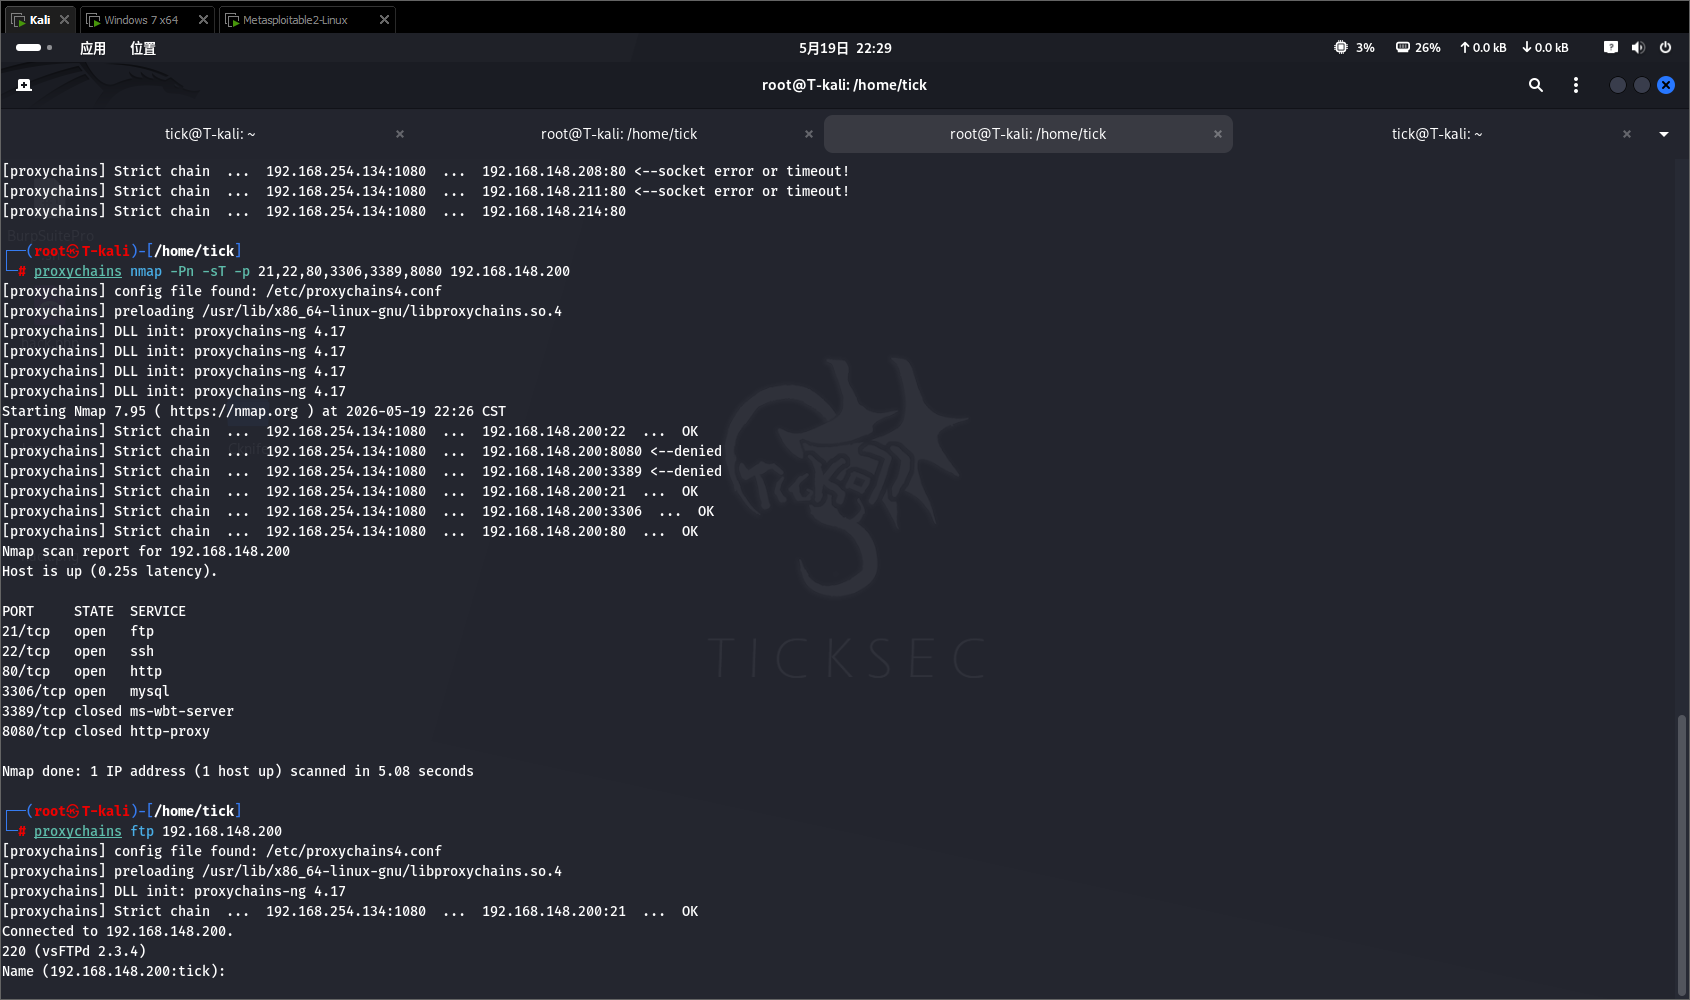 Kali
Windows 7 x64
Metasploitable2-Linux
应用 位置 5月19日 22:29 3% 26% 0.0 kB 0.0 kB
root@T-kali: /home/tick
tick@T-kali: ~ root@T-kali: /home/tick root@T-kali: /home/tick tick@T-kali: ~
[proxychains] Strict chain ... 192.168.254.134:1080 ... 192.168.148.208:80 <--socket error or timeout!
[proxychains] Strict chain ... 192.168.254.134:1080 ... 192.168.148.211:80 <--socket error or timeout!
[proxychains] Strict chain ... 192.168.254.134:1080 ... 192.168.148.214:80
BurpSuitePro
┌──(root㉿T-kali)-[/home/tick]
└─# proxychains nmap -Pn -sT -p 21,22,80,3306,3389,8080 192.168.148.200
[proxychains] config file found: /etc/proxychains4.conf
[proxychains] preloading /usr/lib/x86_64-linux-gnu/libproxychains.so.4
[proxychains] DLL init: proxychains-ng 4.17
[proxychains] DLL init: proxychains-ng 4.17
[proxychains] DLL init: proxychains-ng 4.17
[proxychains] DLL init: proxychains-ng 4.17
Starting Nmap 7.95 ( https://nmap.org ) at 2026-05-19 22:26 CST
[proxychains] Strict chain ... 192.168.254.134:1080 ... 192.168.148.200:22 ... OK
[proxychains] Strict chain ... 192.168.254.134:1080 ... 192.168.148.200:8080 <--denied
[proxychains] Strict chain ... 192.168.254.134:1080 ... 192.168.148.200:3389 <--denied
[proxychains] Strict chain ... 192.168.254.134:1080 ... 192.168.148.200:21 ... OK
[proxychains] Strict chain ... 192.168.254.134:1080 ... 192.168.148.200:3306 ... OK
[proxychains] Strict chain ... 192.168.254.134:1080 ... 192.168.148.200:80 ... OK
Nmap scan report for 192.168.148.200
Host is up (0.25s latency).
PORT STATE SERVICE
21/tcp open ftp
22/tcp open ssh
80/tcp open http
3306/tcp open mysql
3389/tcp closed ms-wbt-server
8080/tcp closed http-proxy
TICKSEC
Nmap done: 1 IP address (1 host up) scanned in 5.08 seconds
┌──(root㉿T-kali)-[/home/tick]
└─# proxychains ftp 192.168.148.200
[proxychains] config file found: /etc/proxychains4.conf
[proxychains] preloading /usr/lib/x86_64-linux-gnu/libproxychains.so.4
[proxychains] DLL init: proxychains-ng 4.17
[proxychains] Strict chain ... 192.168.254.134:1080 ... 192.168.148.200:21 ... OK
Connected to 192.168.148.200.
220 (vsFTPd 2.3.4)
Name (192.168.148.200:tick):